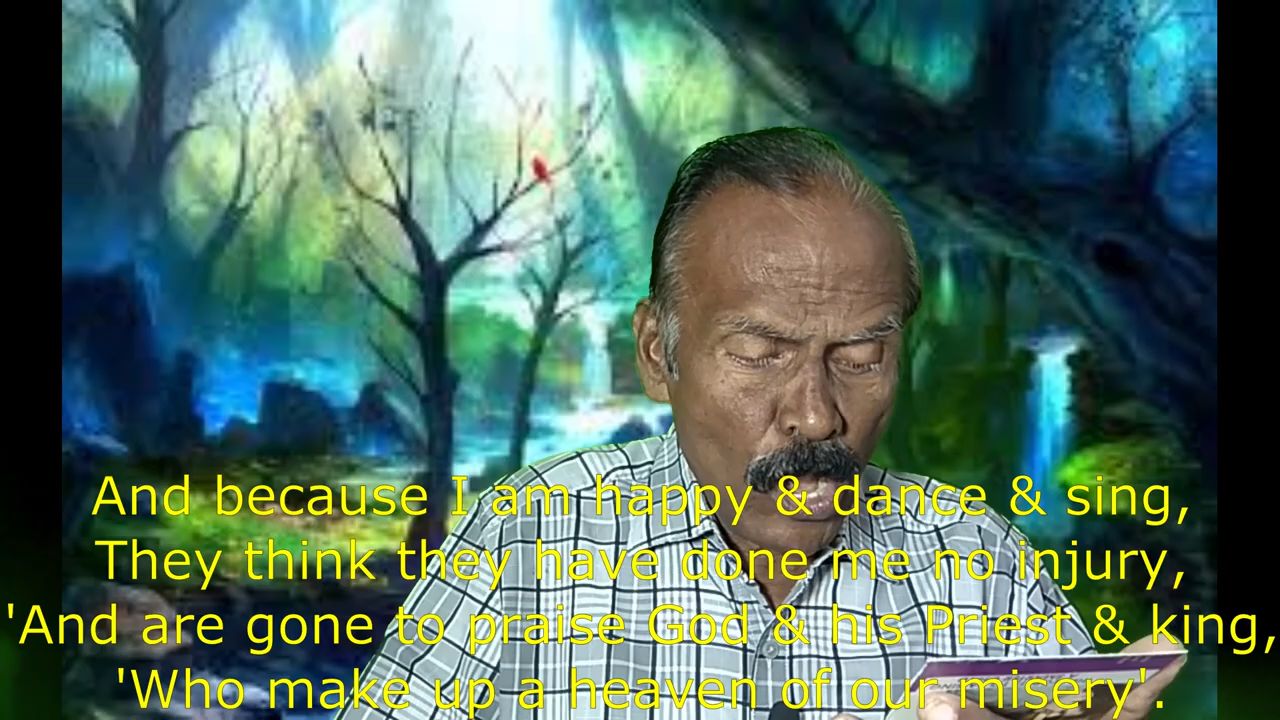 And because I am happy & dance & sing,
They think they have done me no injury,
'And are gone to praise God & his Priest & king,
'Who make up a heaven of our misery'.